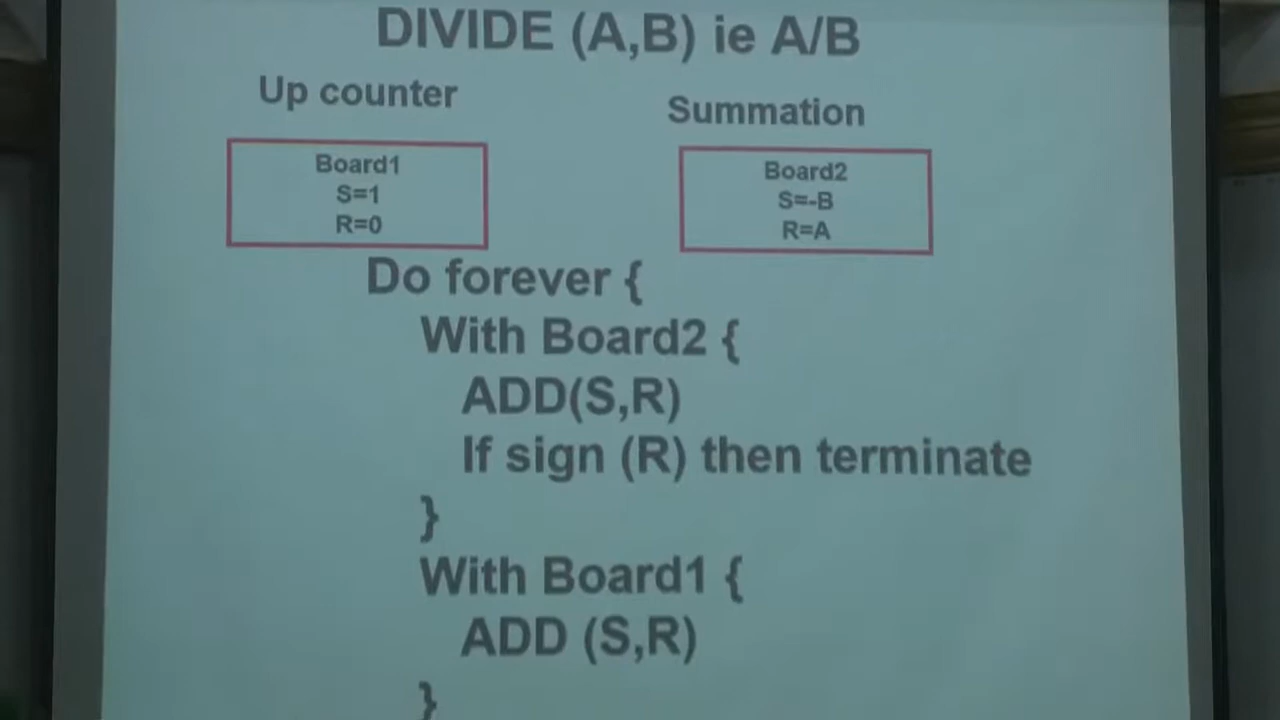 DIVIDE (A,B) ie A/B
Up counter
Summation
Board1
S=1
R=0
Board2
S=-B
R=A
Do forever {
With Board2 {
ADD(S,R)
If sign (R) then terminate
}
With Board1 {
ADD (S,R)
}